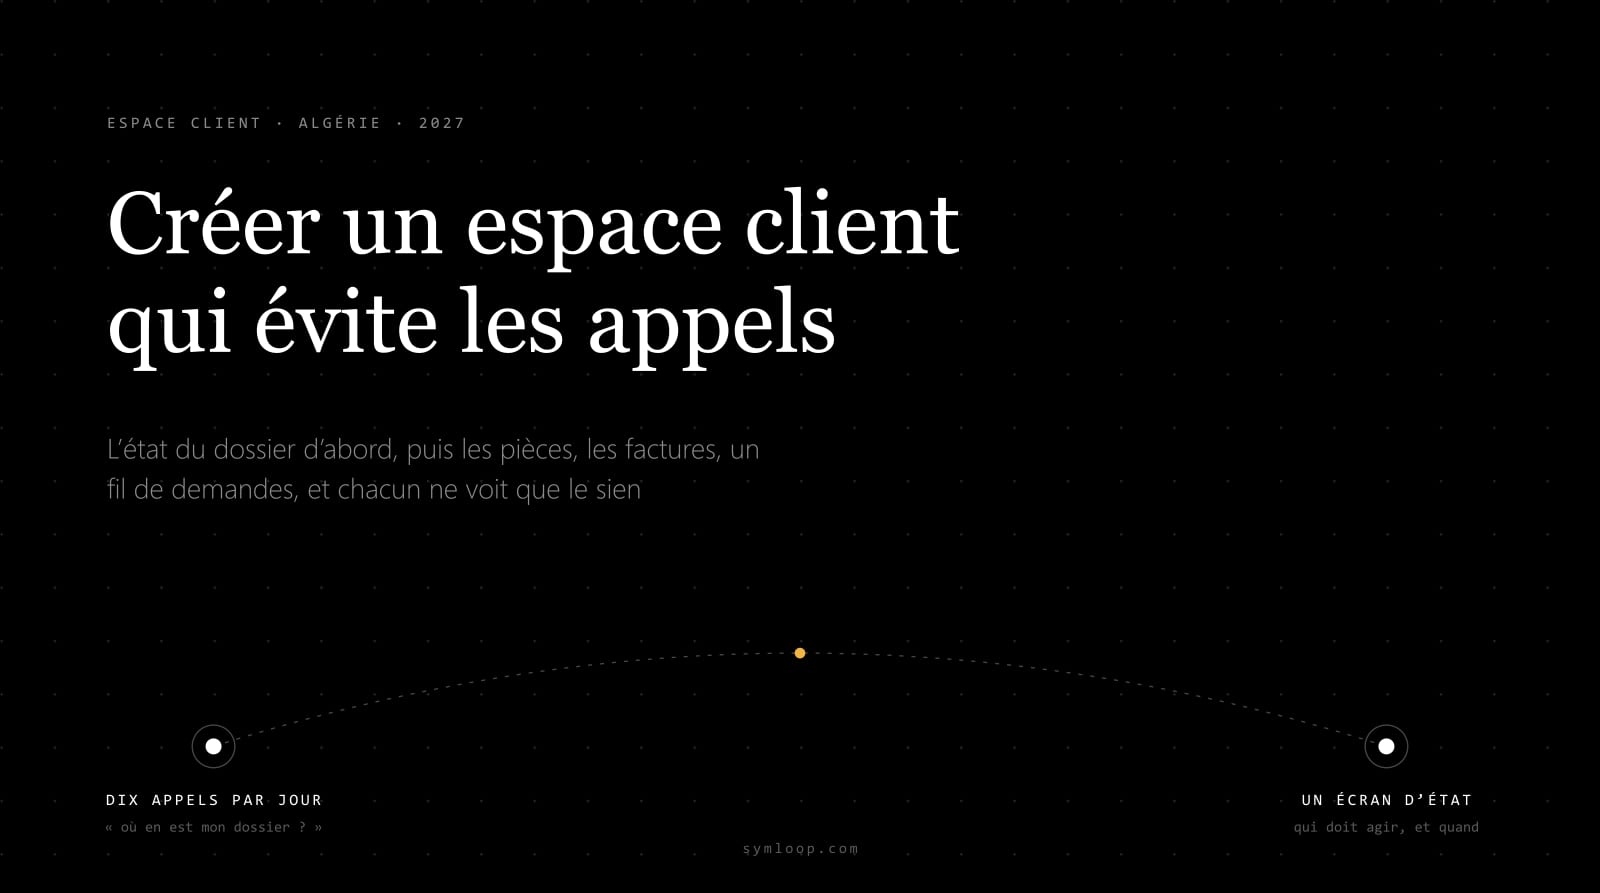 ESPACE CLIENT · ALGÉRIE · 2027
Créer un espace client
qui évite les appels
L’état du dossier d’abord, puis les pièces, les factures, un
fil de demandes, et chacun ne voit que le sien
DIX APPELS PAR JOUR
« où en est mon dossier ? »
UN ÉCRAN D’ÉTAT
qui doit agir, et quand
symloop.com